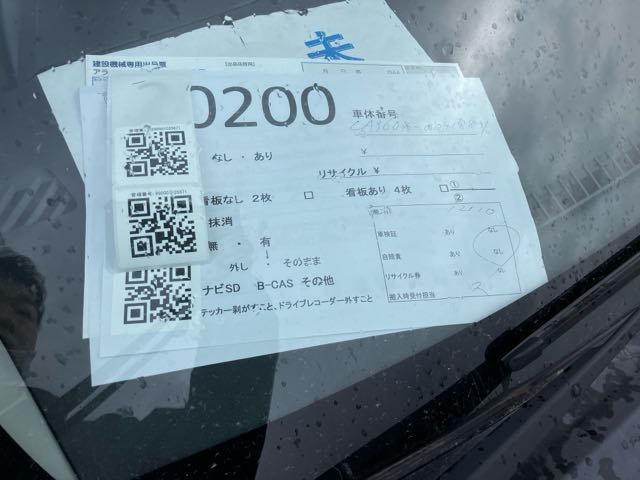 未
建設機械専用出品票
アラ
0200
車体番号
なし・あり
¥
リサイクル ¥
看板なし 2枚 □ 看板あり 4枚 □ ①
②
抹消
無・有
↓
外し・そのまま
ナビSD B-CAS その他
テッカー剥がすこと、ドライブレコーダー外すこと
車検証 あり なし
自賠責 あり なし
リサイクル券 あり なし
搬入時受付担当